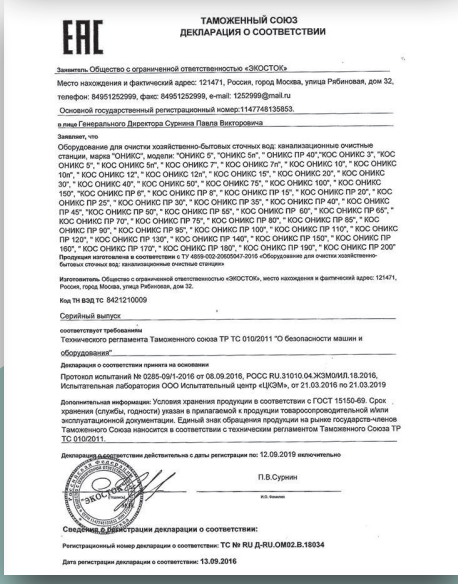 ЕАС
ТАМОЖЕННЫЙ СОЮЗ
ДЕКЛАРАЦИЯ О СООТВЕТСТВИИ
Заявитель Общество с ограниченной ответственностью «ЭКОСТОК»
Место нахождения и фактический адрес: 121471, Россия, город Москва, улица Рябиновая, дом 32,
телефон: 84951252999, факс: 84951252999, e-mail: 1252999@mail.ru
Основной государственный регистрационный номер:1147748135853.
в лице Генерального Директора Сурнина Павла Викторовича
Заявляет, что
Оборудование для очистки хозяйственно-бытовых сточных вод: канализационные очистные
станции, марка "ОНИКС", модели: "ОНИКС 5", "ОНИКС 5п", " ОНИКС ПР 40","КОС ОНИКС 3", "КОС
ОНИКС 5", " КОС ОНИКС 5п", " КОС ОНИКС 7", " КОС ОНИКС 7п", " КОС ОНИКС 10", " КОС ОНИКС
10п", " КОС ОНИКС 12", " КОС ОНИКС 12п", " КОС ОНИКС 15", " КОС ОНИКС 20", " КОС ОНИКС
30", " КОС ОНИКС 40", " КОС ОНИКС 50", " КОС ОНИКС 75", " КОС ОНИКС 100", " КОС ОНИКС
150", "КОС ОНИКС ПР 6", " КОС ОНИКС ПР 8", " КОС ОНИКС ПР 15", " КОС ОНИКС ПР 20", " КОС
ОНИКС ПР 25", " КОС ОНИКС ПР 30", " КОС ОНИКС ПР 35", " КОС ОНИКС ПР 40", " КОС ОНИКС
ПР 45", "КОС ОНИКС ПР 50", " КОС ОНИКС ПР 55", " КОС ОНИКС ПР 60", " КОС ОНИКС ПР 65", "
КОС ОНИКС ПР 70", " КОС ОНИКС ПР 75", " КОС ОНИКС ПР 80", " КОС ОНИКС ПР 85", " КОС
ОНИКС ПР 90", " КОС ОНИКС ПР 95", " КОС ОНИКС ПР 100", " КОС ОНИКС ПР 110", " КОС ОНИКС
ПР 120", " КОС ОНИКС ПР 130", " КОС ОНИКС ПР 140", " КОС ОНИКС ПР 150", " КОС ОНИКС ПР
160", " КОС ОНИКС ПР 170", " КОС ОНИКС ПР 180", " КОС ОНИКС ПР 190", " КОС ОНИКС ПР 200"
Продукция изготовлена в соответствии с ТУ 4859-002-20605047-2016 «Оборудование для очистки хозяйственно-
бытовых сточных вод: канализационные очистные станции»
Изготовитель Общество с ограниченной ответственностью «ЭКОСТОК», место нахождения и фактический адрес: 121471,
Россия, город Москва, улица Рябиновая, дом 32.
Код ТН ВЭД ТС 8421210009
Серийный выпуск
соответствует требованиям
Технического регламента Таможенного союза ТР ТС 010/2011 "О безопасности машин и
оборудования"
Декларация о соответствии принята на основании
Протокол испытаний № 0285-09/1-2016 от 08.09.2016, РОСС RU.31010.04.ЖЗМ0/ИЛ.18.2016,
Испытательная лаборатория ООО Испытательный центр «ЦКЭМ», от 21.03.2016 до 21.03.2019
Дополнительная информация: Условия хранения продукции в соответствии с ГОСТ 15150-69. Срок
хранения (службы, годности) указан в прилагаемой к продукции товаросопроводительной и/или
эксплуатационной документации. Единый знак обращения продукции на рынке государств-членов
Таможенного Союза наносится в соответствии с техническим регламентом Таможенного Союза ТР
ТС 010/2011.
Декларация о соответствии действительна с даты регистрации по: 12.09.2019 включительно
П.В.Сурнин
ЭКОСТОК
Сведения о регистрации декларации о соответствии:
Регистрационный номер декларации о соответствии: ТС № RU Д-RU.ОМ02.В.18034
Дата регистрации декларации о соответствии: 13.09.2016